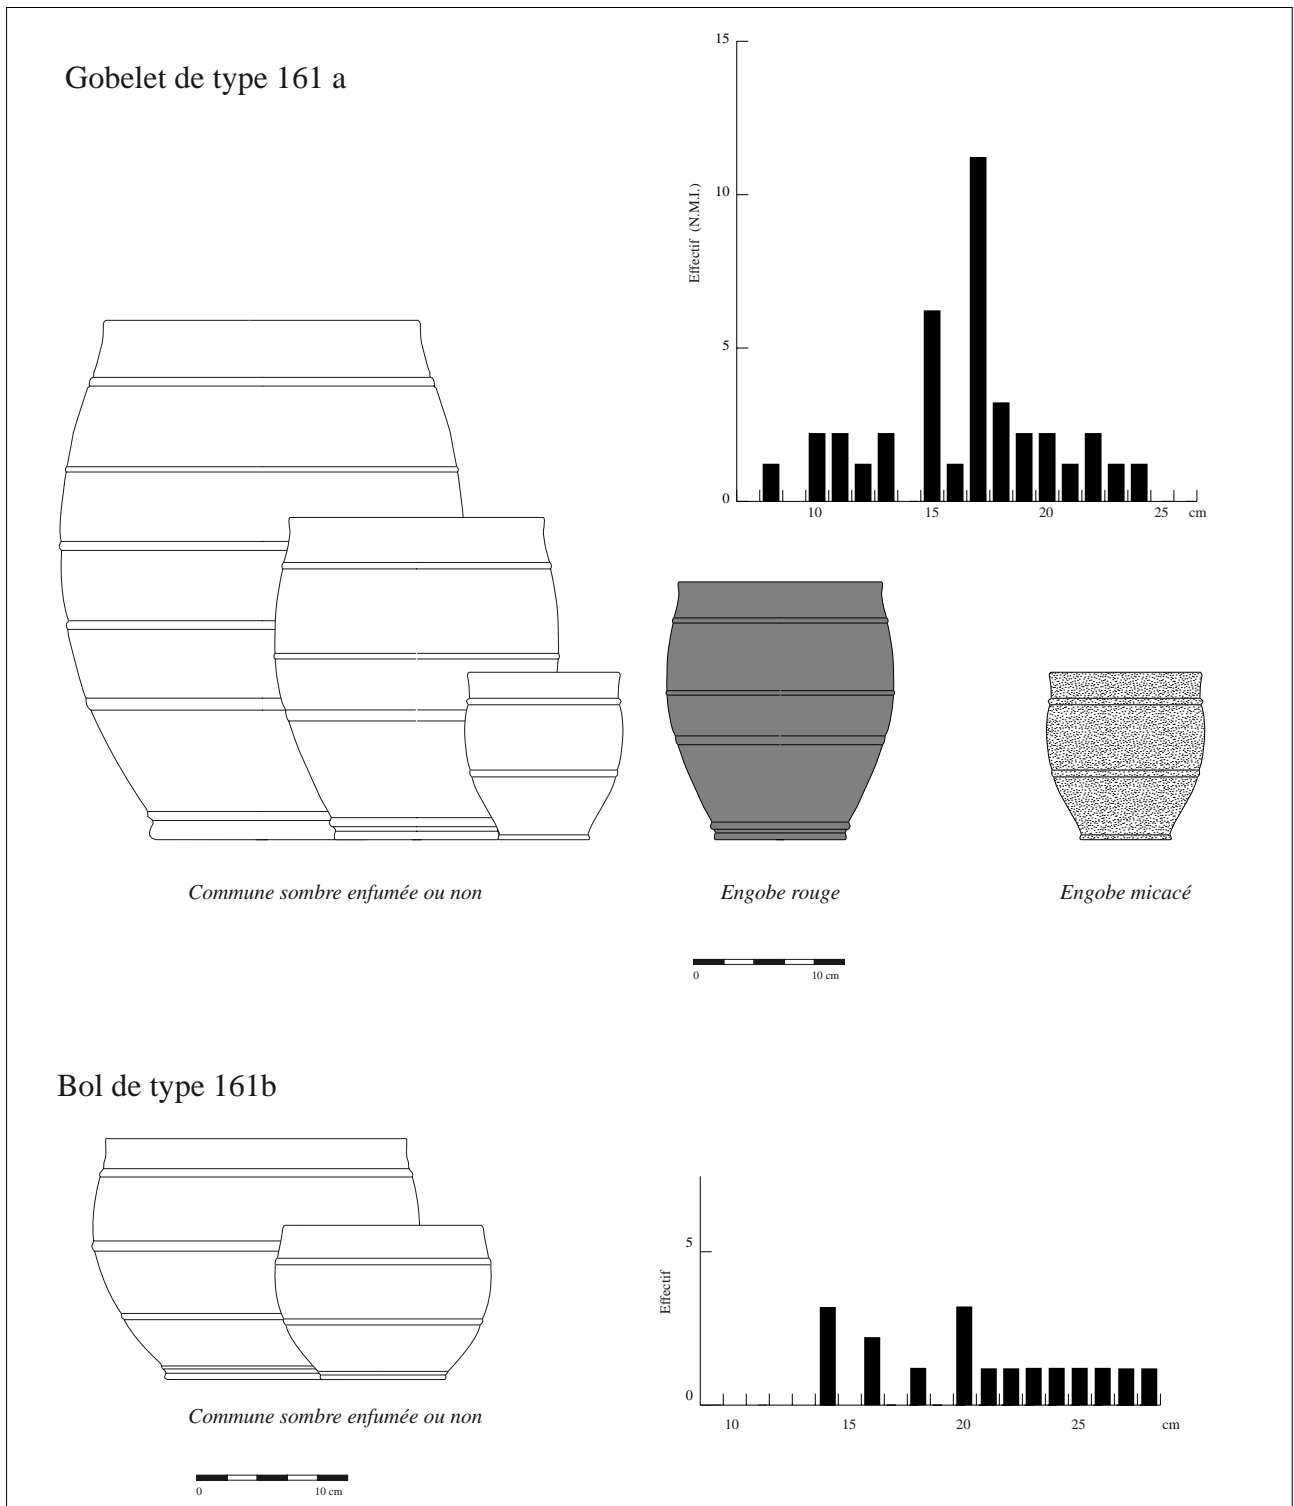 Gobelet de type 161 a
15
10
5
0
Effectif (N.M.I.)
10 15 20 25 cm
Commune sombre enfumée ou non
Engobe rouge
Engobe micacé
0 10 cm
Bol de type 161b
5
0
Effectif
10 15 20 25 cm
Commune sombre enfumée ou non
0 10 cm